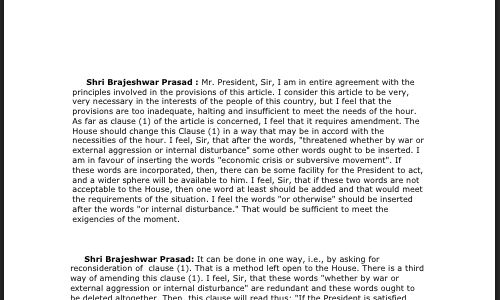 Shri Brajeshwar Prasad : Mr. President, Sir, I am in entire agreement with the
principles involved in the provisions of this article. I consider this article to be very,
very necessary in the interests of the people of this country, but I feel that the
provisions are too inadequate, halting and insufficient to meet the needs of the hour.
As far as clause (1) of the article is concerned, I feel that it requires amendment. The
House should change this Clause (1) in a way that may be in accord with the
necessities of the hour. I feel, Sir, that after the words, "threatened whether by war or
external aggression or internal disturbance" some other words ought to be inserted. I
am in favour of inserting the words "economic crisis or subversive movement". If
these words are incorporated, then, there can be some facility for the President to act,
and a wider sphere will be available to him. I feel, Sir, that if these two words are not
acceptable to the House, then one word at least should be added and that would meet
the requirements of the situation. I feel the words "or otherwise" should be inserted
after the words "or internal disturbance." That would be sufficient to meet the
exigencies of the moment.
Shri Brajeshwar Prasad: It can be done in one way, i.e., by asking for
reconsideration of clause (1). That is a method left open to the House. There is a third
way of amending this clause (1). I feel, Sir, that these words "whether by war or
external aggression or internal disturbance" are redundant and these words ought to
be deleted altogether. Then, this clause will read thus: "If the President is satisfied